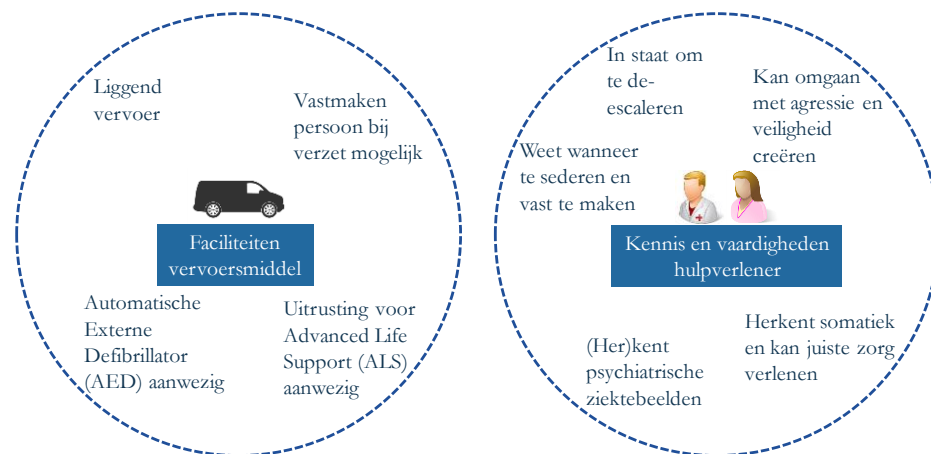 Liggend
vervoer
Vastmaken
persoon bij
verzet mogelijk
Faciliteiten
vervoersmiddel
Automatische
Externe
Defibrillator
(AED) aanwezig
Uitrusting voor
Advanced Life
Support (ALS)
aanwezig
In staat om
te de-
escaleren
Kan omgaan
met agressie en
veiligheid
creëren
Weet wanneer
te sederen en
vast te maken
Kennis en vaardigheden
hulpverlener
(Her)kent
psychiatrische
ziektebeelden
Herkent somatiek
en kan juiste zorg
verlenen